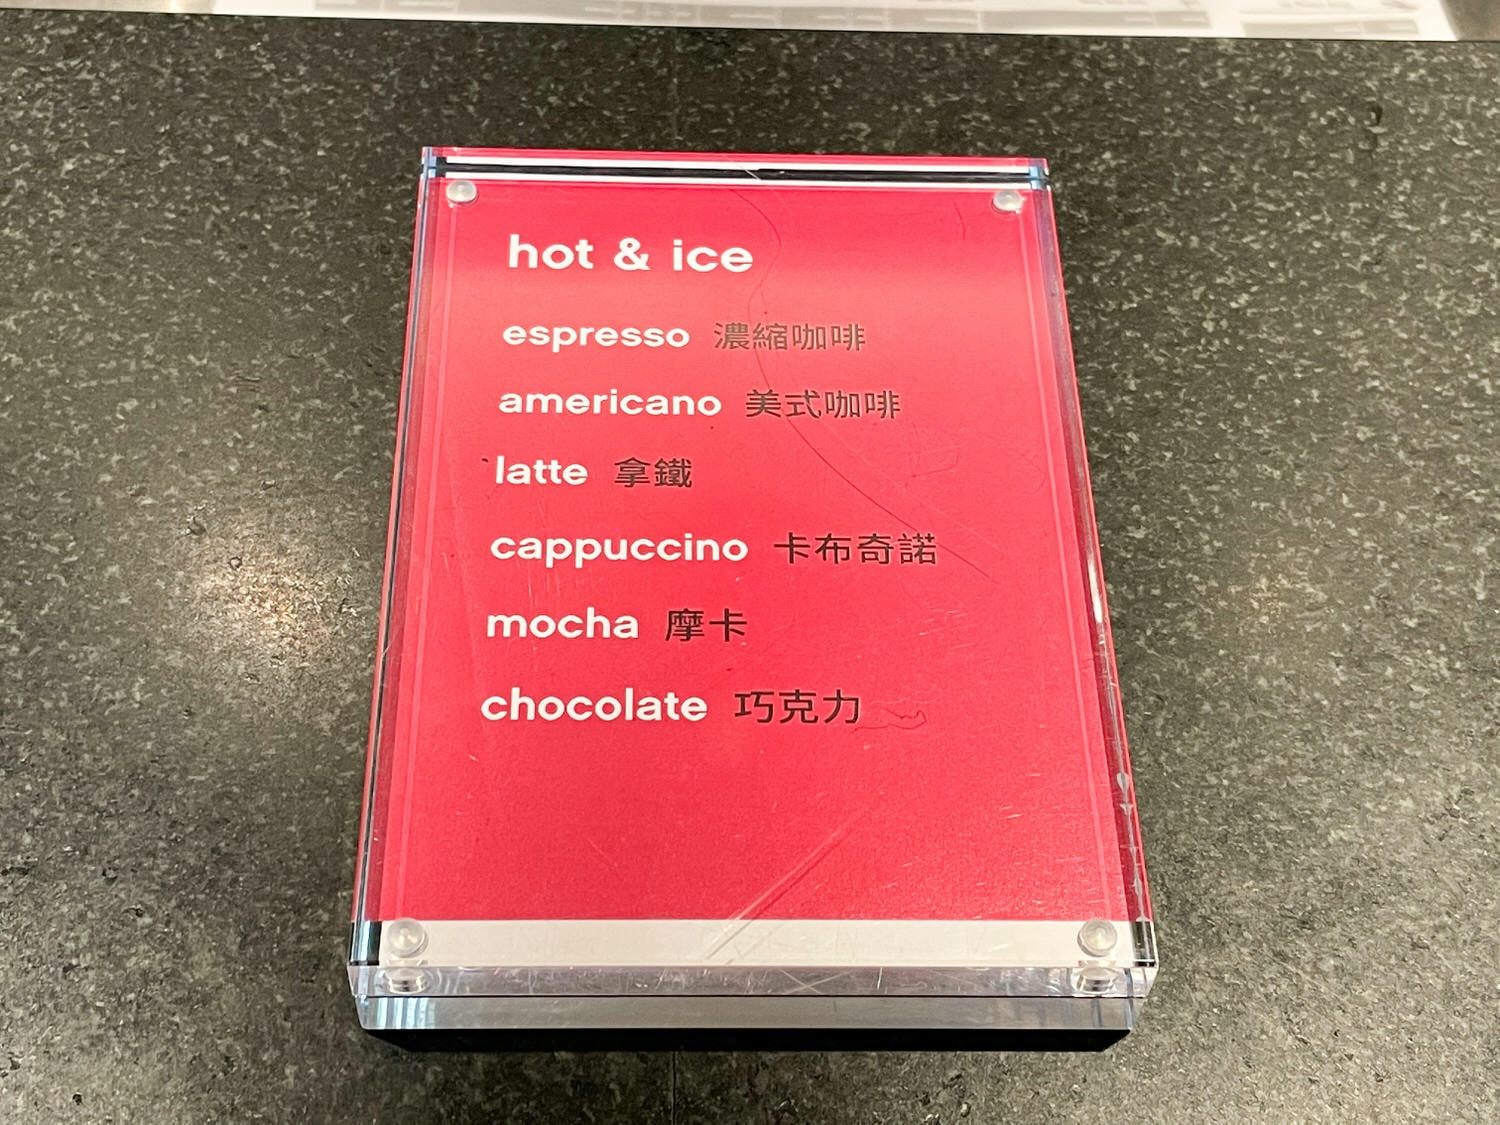 hot & ice
espresso 濃縮咖啡
americano 美式咖啡
latte 拿鐵
cappuccino 卡布奇諾
mocha 摩卡
chocolate 巧克力